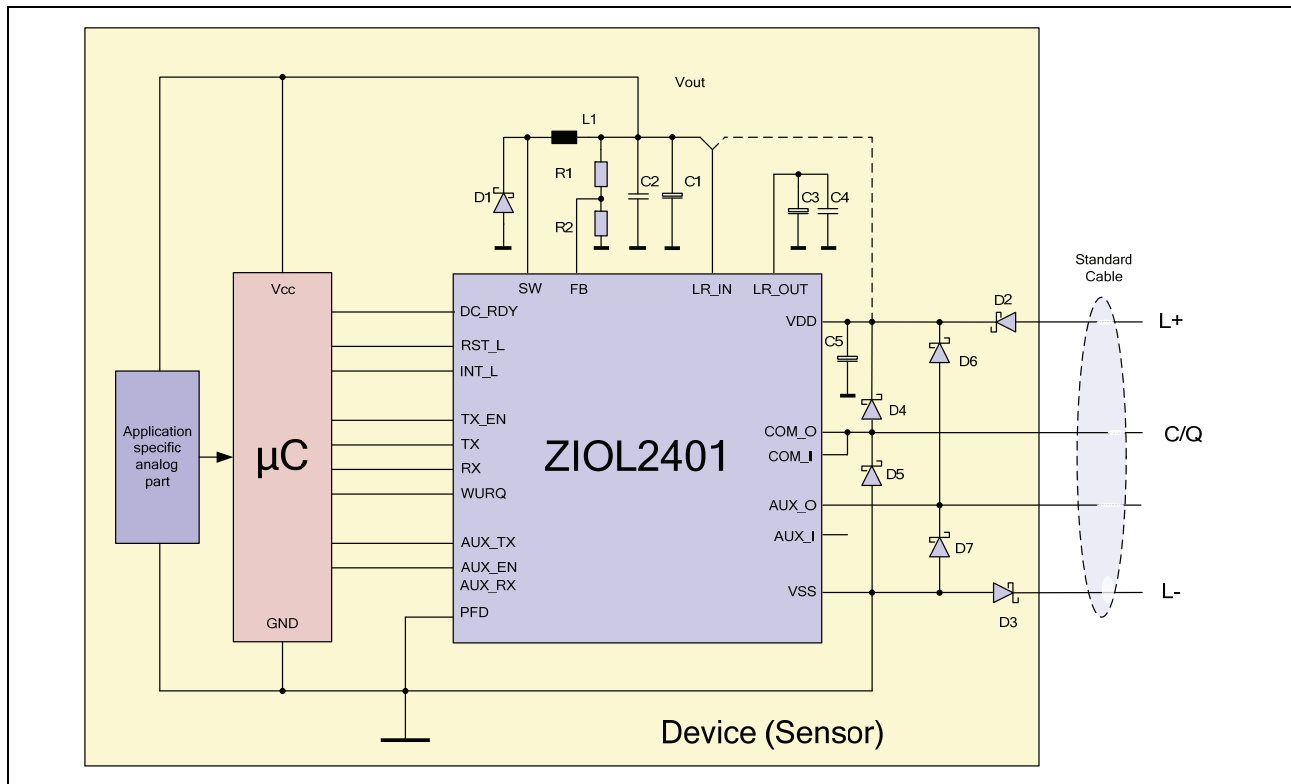 Vout
L1
R1
C2
C1
D1
R2
C3
C4
Standard
Cable
Vcc
SW
FB
LR_IN
LR_OUT
D2
DC_RDY
VDD
L+
RST_L
C5
D6
INT_L
Application
specific
analog
part
µC
TX_EN
TX
RX
WURQ
ZIOL2401
D4
COM_O
C/Q
COM_I
D5
AUX_O
AUX_I
D7
AUX_TX
AUX_EN
AUX_RX
VSS
L-
PFD
D3
GND
Device (Sensor)